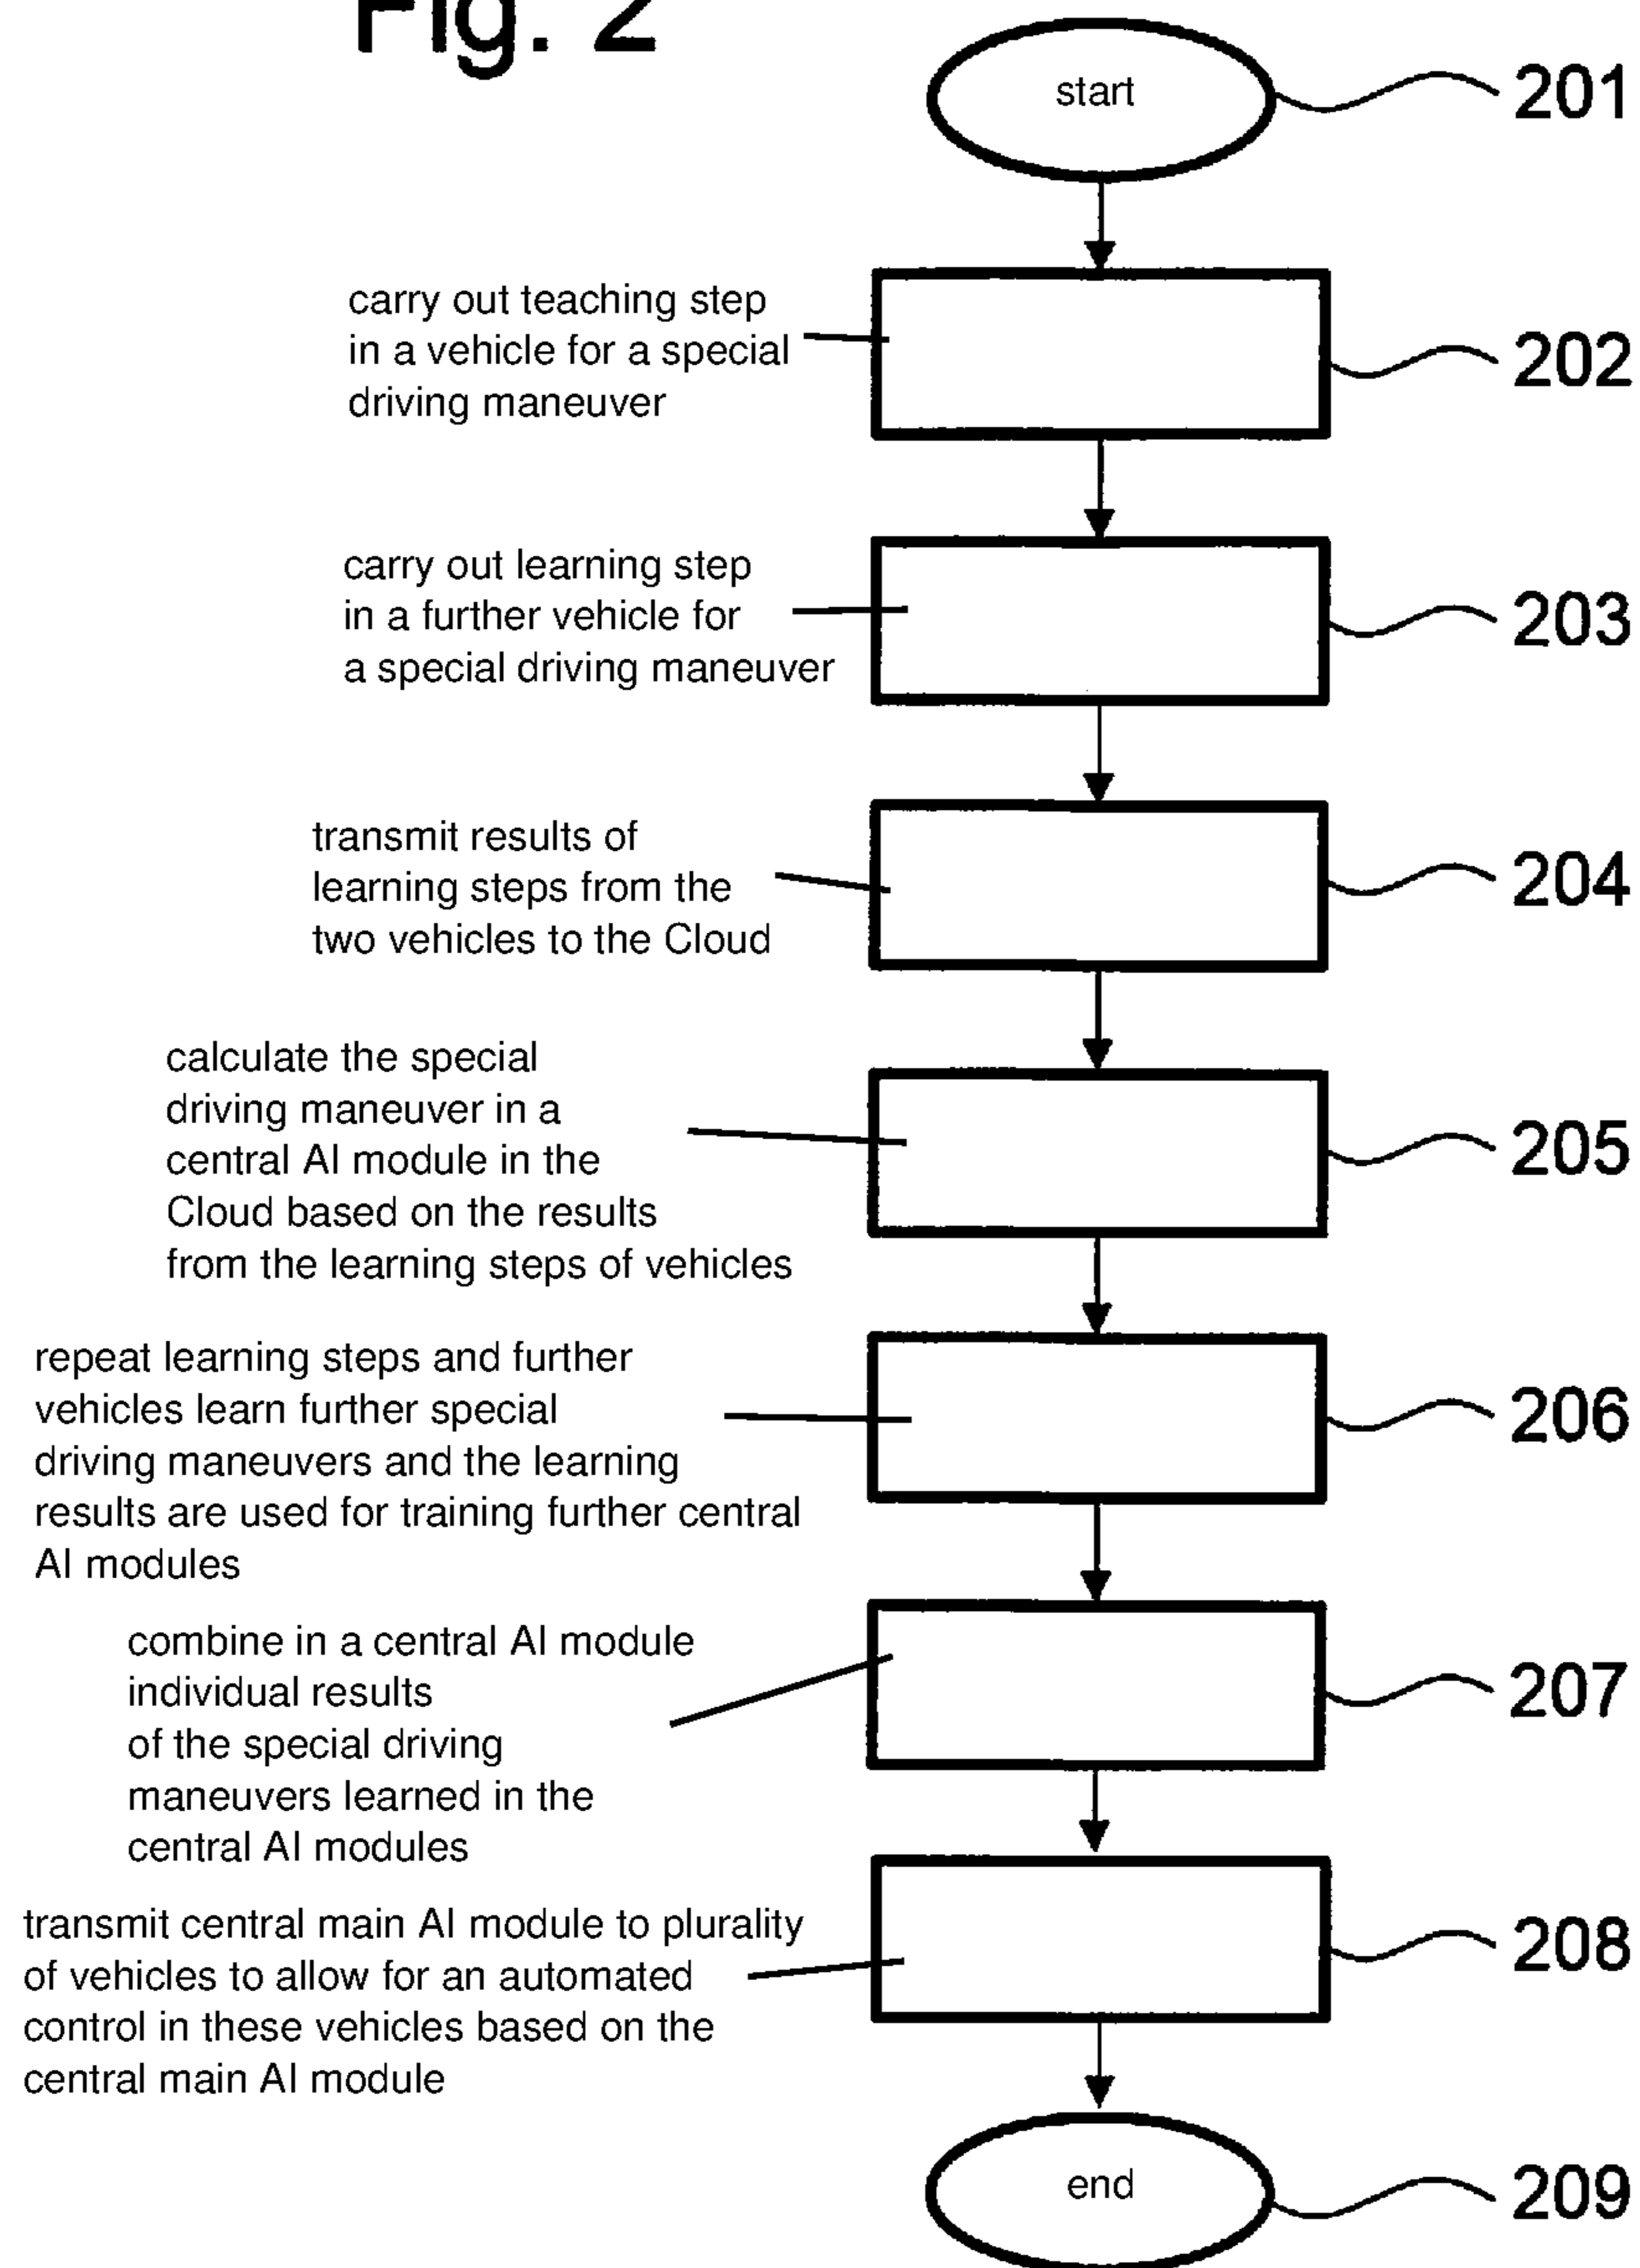 Fig. 2
start
201
carry out teaching step
in a vehicle for a special
driving maneuver
202
carry out learning step
in a further vehicle for
a special driving maneuver
203
transmit results of
learning steps from the
two vehicles to the Cloud
204
calculate the special
driving maneuver in a
central AI module in the
Cloud based on the results
from the learning steps of vehicles
205
repeat learning steps and further
vehicles learn further special
driving maneuvers and the learning
results are used for training further central
AI modules
206
combine in a central AI module
individual results
of the special driving
maneuvers learned in the
central AI modules
207
transmit central main AI module to plurality
of vehicles to allow for an automated
control in these vehicles based on the
central main AI module
208
end
209